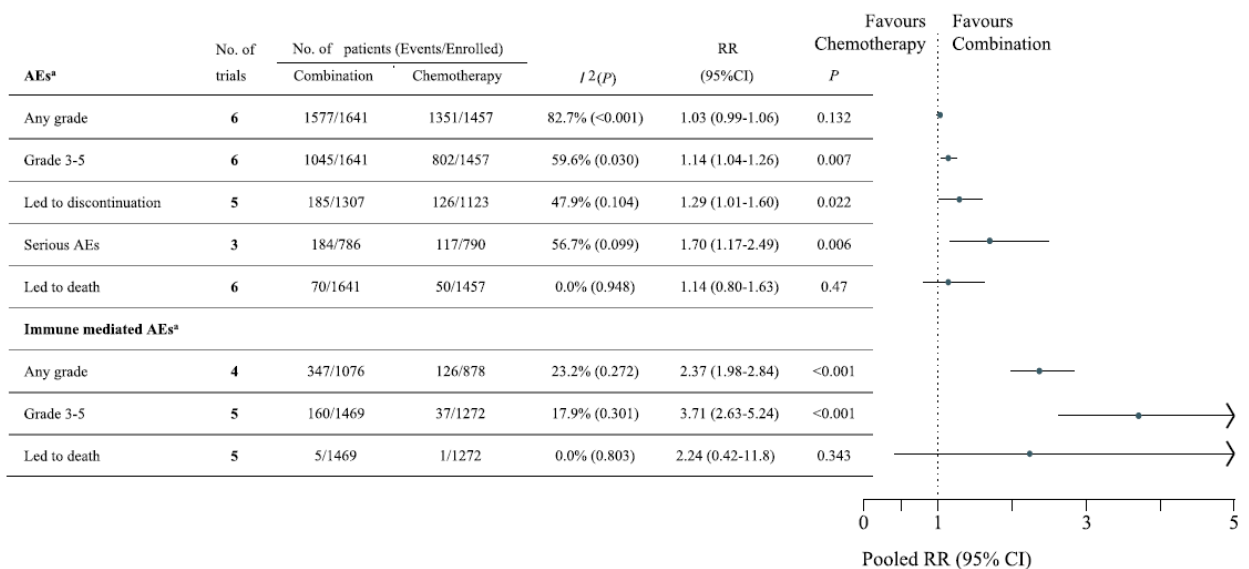 Favours Favours
Chemotherapy Combination
No. of No. of patients (Events/Enrolled) RR
AEsᵃ trials Combination Chemotherapy I 2(P) (95%CI) P
Any grade 6 1577/1641 1351/1457 82.7% (<0.001) 1.03 (0.99-1.06) 0.132
Grade 3-5 6 1045/1641 802/1457 59.6% (0.030) 1.14 (1.04-1.26) 0.007
Led to discontinuation 5 185/1307 126/1123 47.9% (0.104) 1.29 (1.01-1.60) 0.022
Serious AEs 3 184/786 117/790 56.7% (0.099) 1.70 (1.17-2.49) 0.006
Led to death 6 70/1641 50/1457 0.0% (0.948) 1.14 (0.80-1.63) 0.47
Immune mediated AEsᵃ
Any grade 4 347/1076 126/878 23.2% (0.272) 2.37 (1.98-2.84) <0.001
Grade 3-5 5 160/1469 37/1272 17.9% (0.301) 3.71 (2.63-5.24) <0.001
Led to death 5 5/1469 1/1272 0.0% (0.803) 2.24 (0.42-11.8) 0.343
0 1 3 5
Pooled RR (95% CI)